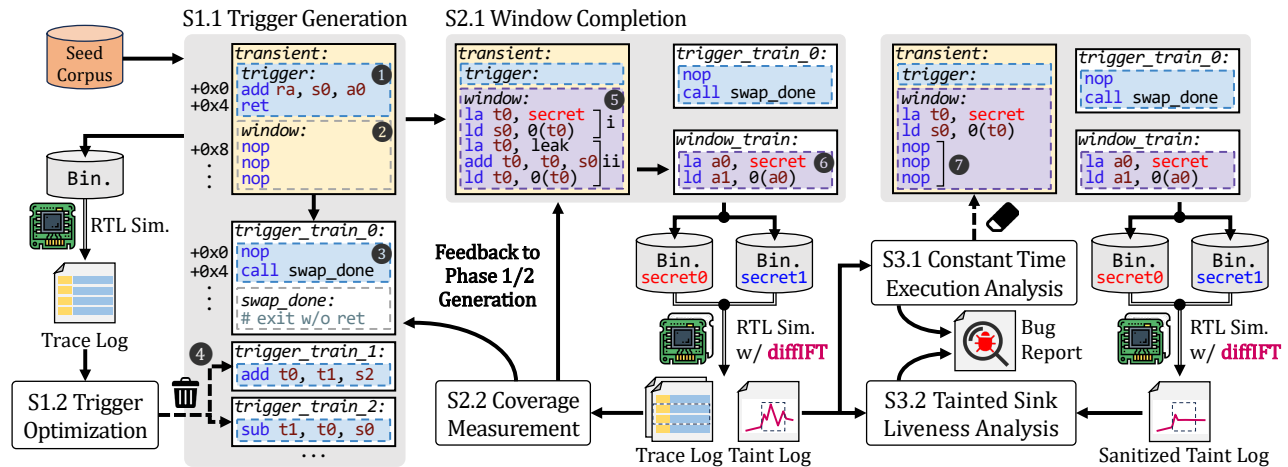 S1.1 Trigger Generation
Seed
Corpus
transient:
trigger:
1
+0x0
add ra, s0, a0
+0x4
ret
window:
2
+0x8
nop
nop
nop
Bin.
RTL Sim.
Trace Log
trigger_train_0:
+0x0
nop
3
+0x4
call swap_done
swap_done:
# exit w/o ret
4
trigger_train_1:
add t0, t1, s2
trigger_train_2:
sub t1, t0, s0
...
S1.2 Trigger
Optimization
S2.1 Window Completion
transient:
trigger:
window:
5
la t0, secret
ld s0, 0(t0)
i
la t0, leak
add t0, t0, s0
ld t0, 0(t0)
ii
trigger_train_0:
nop
call swap_done
window_train:
la a0, secret
6
ld a1, 0(a0)
Feedback to
Phase 1/2
Generation
Bin.
secret0
Bin.
secret1
RTL Sim.
w/ diffIFT
S2.2 Coverage
Measurement
Trace Log
Taint Log
transient:
trigger:
window:
la t0, secret
ld s0, 0(t0)
nop
nop
nop
7
trigger_train_0:
nop
call swap_done
window_train:
la a0, secret
ld a1, 0(a0)
S3.1 Constant Time
Execution Analysis
Bug
Report
S3.2 Tainted Sink
Liveness Analysis
Bin.
secret0
Bin.
secret1
RTL Sim.
w/ diffIFT
Sanitized Taint Log